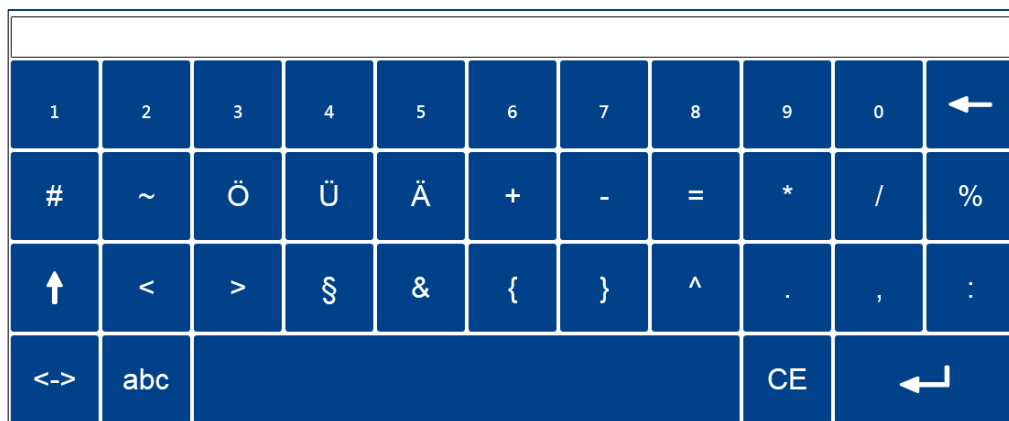 1 2 3 4 5 6 7 8 9 0
# ~ Ö Ü Ä + - = * / %
< > § & { } ^ . , :
<-> abc CE